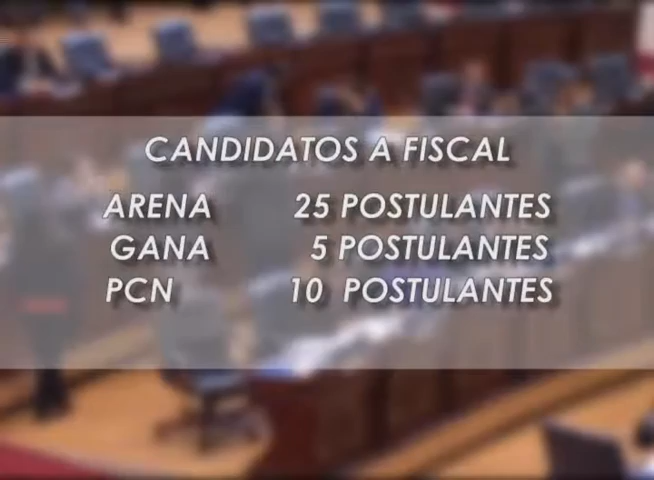 CANDIDATOS A FISCAL
ARENA 25 POSTULANTES
GANA 5 POSTULANTES
PCN 10 POSTULANTES